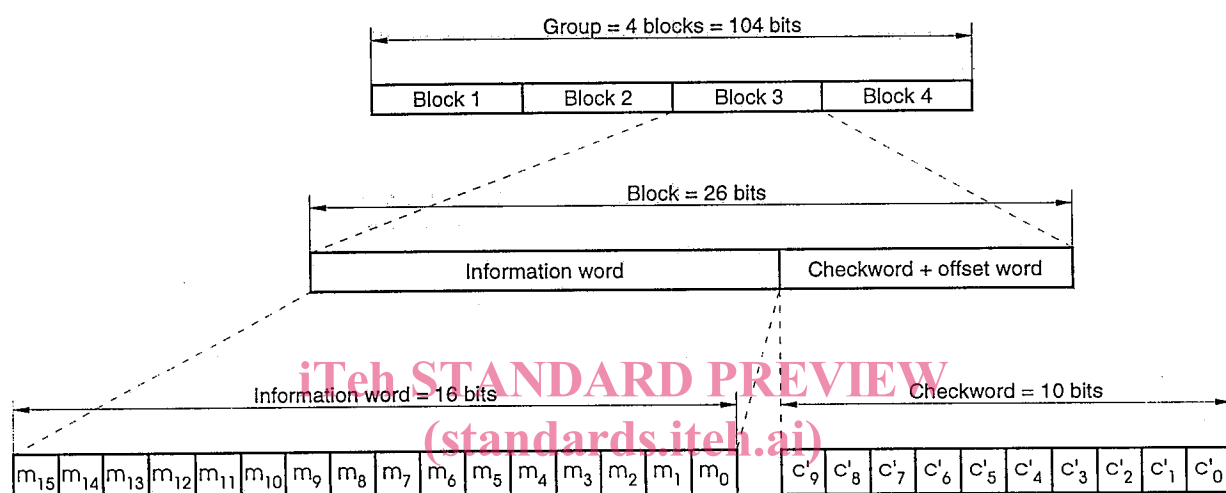 Group = 4 blocks = 104 bits
Block 1 Block 2 Block 3 Block 4
Block = 26 bits
Information word Checkword + offset word
iTeh STANDARD PREVIEW
Information word = 16 bits Checkword = 10 bits
(standards.iteh.ai)
m₁₅ m₁₄ m₁₃ m₁₂ m₁₁ m₁₀ m₉ m₈ m₇ m₆ m₅ m₄ m₃ m₂ m₁ m₀ c'₉ c'₈ c'₇ c'₆ c'₅ c'₄ c'₃ c'₂ c'₁ c'₀